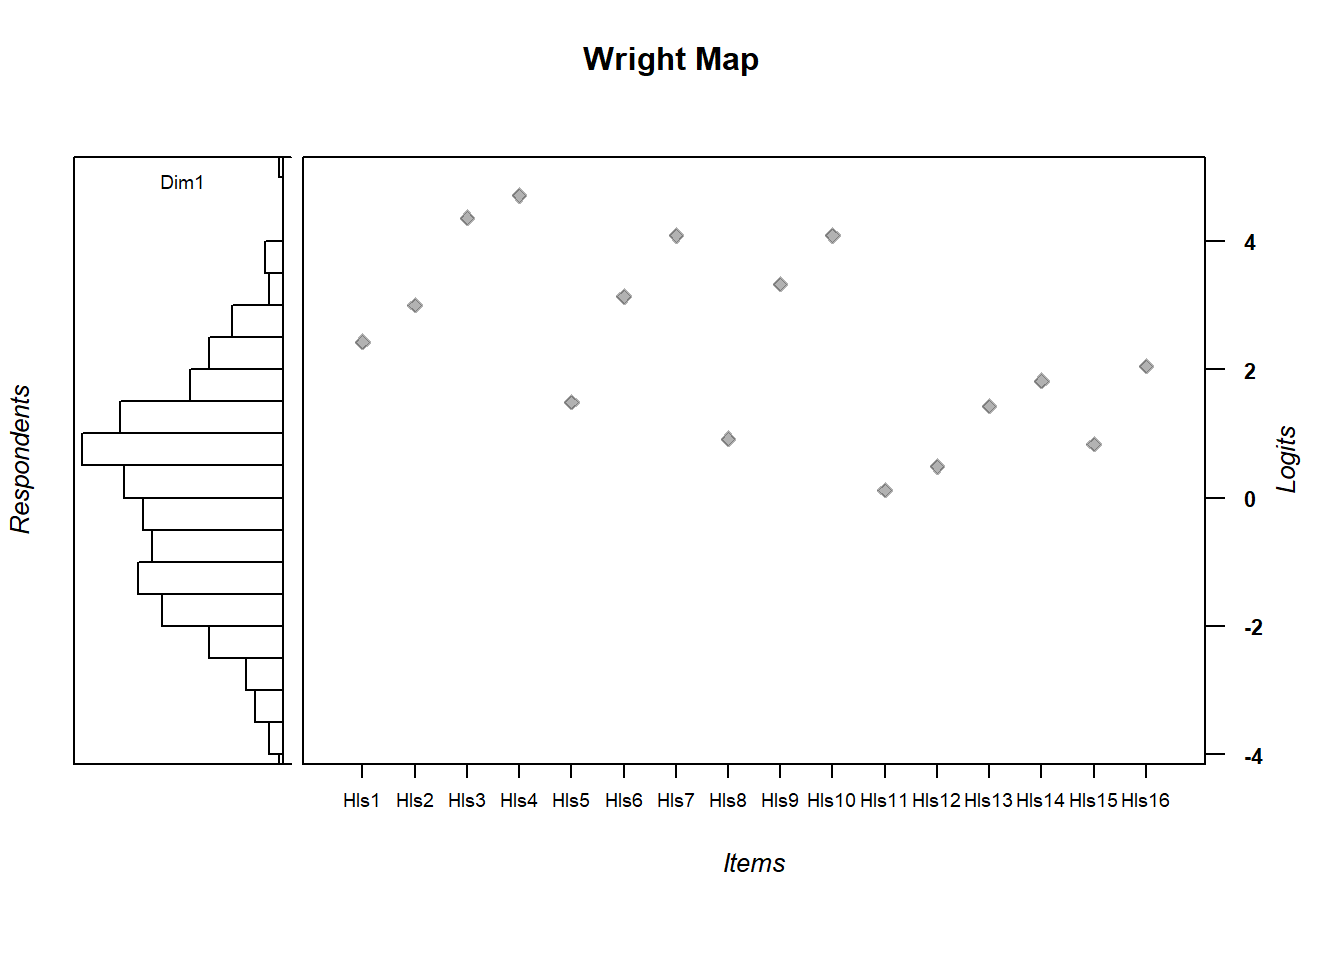 Wright Map
Dim1
Respondents
4
2
0
-2
-4
Logits
Hls1 Hls2 Hls3 Hls4 Hls5 Hls6 Hls7 Hls8 Hls9 Hls10 Hls11 Hls12 Hls13 Hls14 Hls15 Hls16
Items